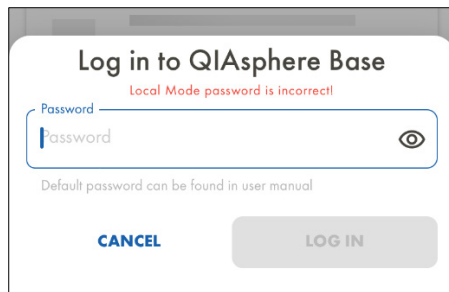 Log in to QIAsphere Base
Local Mode password is incorrect!
Password
Password
Default password can be found in user manual
CANCEL
LOG IN